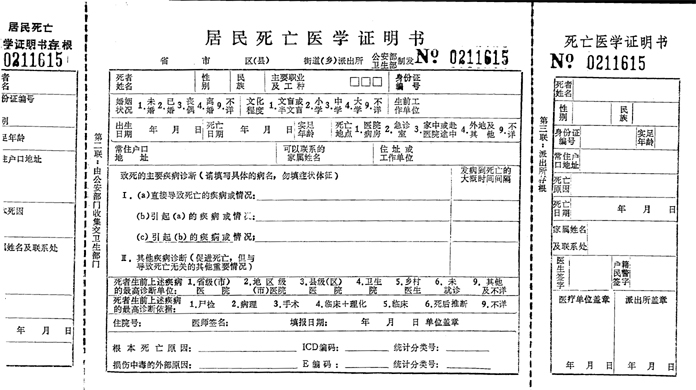 居民死亡
学证明书存根
0211615
者
名
份证编号
别
足年龄
住户口地址
死因
属姓名及联系处
年 月 日
第二联：由公安部门收集交卫生部门
居民死亡医学证明书
省 市 区(县) 街道(乡)派出所 公安部 卫生部 制发 No 0211615
死者姓名 性别 民族 主要职业及工种 □□□ 身份证编号
婚姻状况 1.未婚 2.已婚 3.丧偶 4.离婚 9.不详 文化程度 1.文盲或半文盲 2.小学 3.中学 4.大学 9.不详 生前工作单位
出生日期 年 月 日 死亡日期 年 月 日 实足年龄 死亡地点 1.医院病房 2.急诊室 3.家中或赴医院途中 4.外地及其他 9.不详
常住户口地址 可以联系的家属姓名 住址或工作单位
致死的主要疾病诊断（请填写具体的病名，勿填症状体征） 发病到死亡的大概时间间隔
Ⅰ．(a)直接导致死亡的疾病或情况：
(b)引起(a)的疾病或情况：
(c)引起(b)的疾病或情况：
Ⅱ．其他疾病诊断（促进死亡，但与
导致死亡无关的其他重要情况）
死者生前上述疾病的最高诊断单位： 1.省级(市)医院 2.地区级(市)医院 3.县级(区)医院 4.卫生院 5.乡村医 6.未就诊 9.其他及不详
死者生前上述疾病的最高诊断依据： 1.尸检 2.病理 3.手术 4.临床＋理化 5.临床 6.死后推断 9.不详
住院号： 医师签名： 填报日期： 年 月 日 单位盖章
根本死亡原因： ICD编码： 统计分类号：
损伤中毒的外部原因： E编码： 统计分类号：
第三联：派出所存根
死亡医学证明书
No 0211615
死者姓名
性别 民族
身份证编号 实足年龄
常住户口地址
死亡原因
死亡日期 年 月 日
家属姓名
及联系处
医生签字 户籍民警签字
医疗单位盖章 派出所盖章
年 月 日 年 月 日